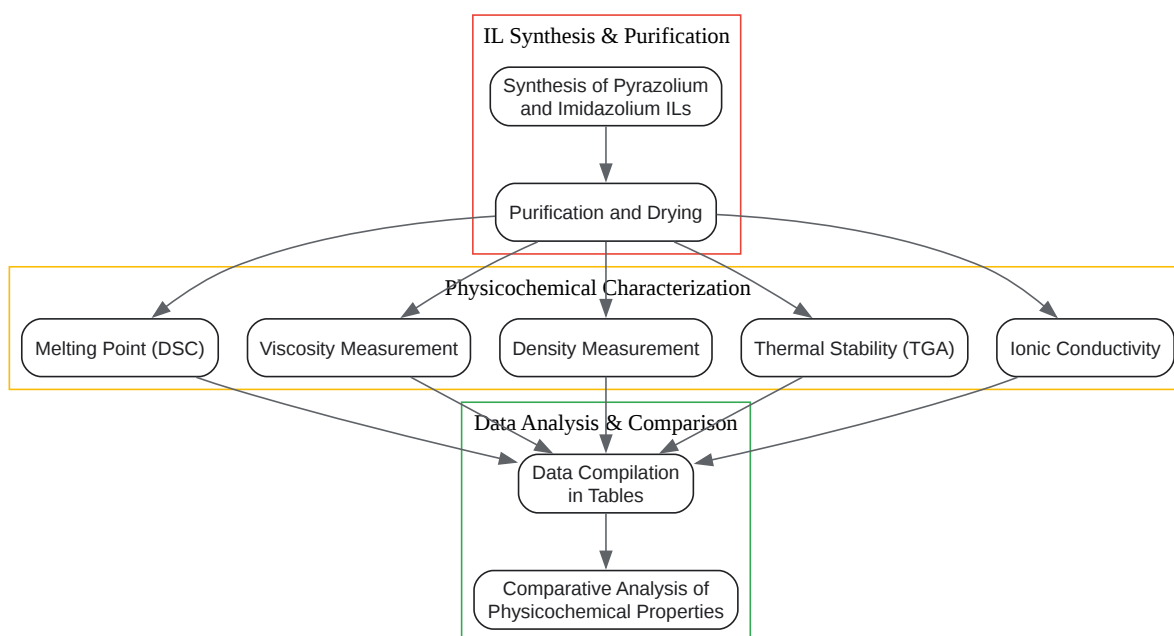 IL Synthesis & Purification
Synthesis of Pyrazolium
and Imidazolium ILs
Purification and Drying
Physicochemical Characterization
Melting Point (DSC)
Viscosity Measurement
Density Measurement
Thermal Stability (TGA)
Ionic Conductivity
Data Analysis & Comparison
Data Compilation
in Tables
Comparative Analysis of
Physicochemical Properties